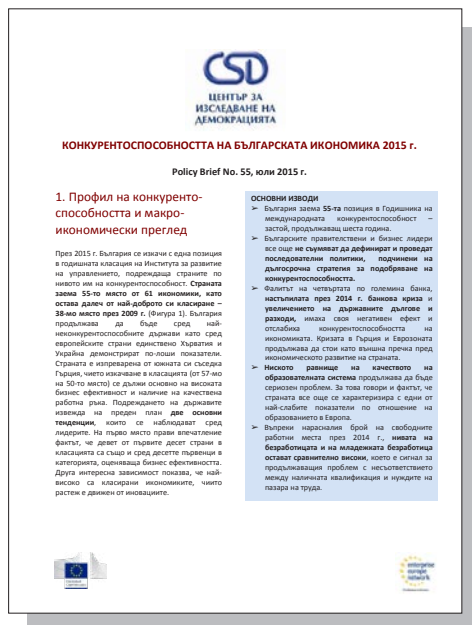 CSD
ЦЕНТЪР ЗА
ИЗСЛЕДВАНЕ НА
ДЕМОКРАЦИЯТА
КОНКУРЕНТОСПОСОБНОСТТА НА БЪЛГАРСКАТА ИКОНОМИКА 2015 г.
Policy Brief No. 55, юли 2015 г.
1. Профил на конкуренто-
способността и макро-
икономически преглед
През 2015 г. България се изкачи с една позиция
в годишната класация на Института за развитие
на управлението, подреждаща страните по
нивото им на конкурентоспособност. Страната
заема 55-то място от 61 икономики, като
остава далеч от най-доброто си класиране –
38-мо място през 2009 г. (Фигура 1). България
продължава да бъде сред най-
неконкурентоспособните държави като сред
европейските страни единствено Хърватия и
Украйна демонстрират по-лоши показатели.
Страната е изпреварена от южната си съседка
Гърция, чието изкачване в класацията (от 57-мо
на 50-то място) се дължи основно на високата
бизнес ефективност и наличие на качествена
работна ръка. Подреждането на държавите
извежда на преден план две основни
тенденции, които се наблюдават сред
лидерите. На първо място прави впечатление
фактът, че девет от първите десет страни в
класацията са също и сред десетте първенци в
категорията, оценяваща бизнес ефективността.
Друга интересна зависимост показва, че най-
високо са класирани икономиките, чиито
растеж е движен от иновациите.
ОСНОВНИ ИЗВОДИ
➢ България заема 55-та позиция в Годишника на
международната конкурентоспособност –
застой, продължаващ шеста година.
➢ Българските правителствени и бизнес лидери
все още не съумяват да дефинират и проведат
последователни политики, подчинени на
дългосрочна стратегия за подобряване на
конкурентоспособността.
➢ Фалитът на четвъртата по големина банка,
настъпилата през 2014 г. банкова криза и
увеличението на държавните дългове и
разходи, имаха своя негативен ефект и
отслабиха конкурентоспособността на
икономиката. Кризата в Гърция и Еврозоната
продължава да стои като външна пречка пред
икономическото развитие на страната.
➢ Ниското равнище на качеството на
образователната система продължава да бъде
сериозен проблем. За това говори и фактът, че
страната все още се характеризира с едни от
най-слабите показатели по отношение на
образованието в Европа.
➢ Въпреки нарасналия брой на свободните
работни места през 2014 г., нивата на
безработицата и на младежката безработица
остават сравнително високи, което е сигнал за
продължаващия проблем с несъответствието
между наличната квалификация и нуждите на
пазара на труда.
enterprise
europe
network